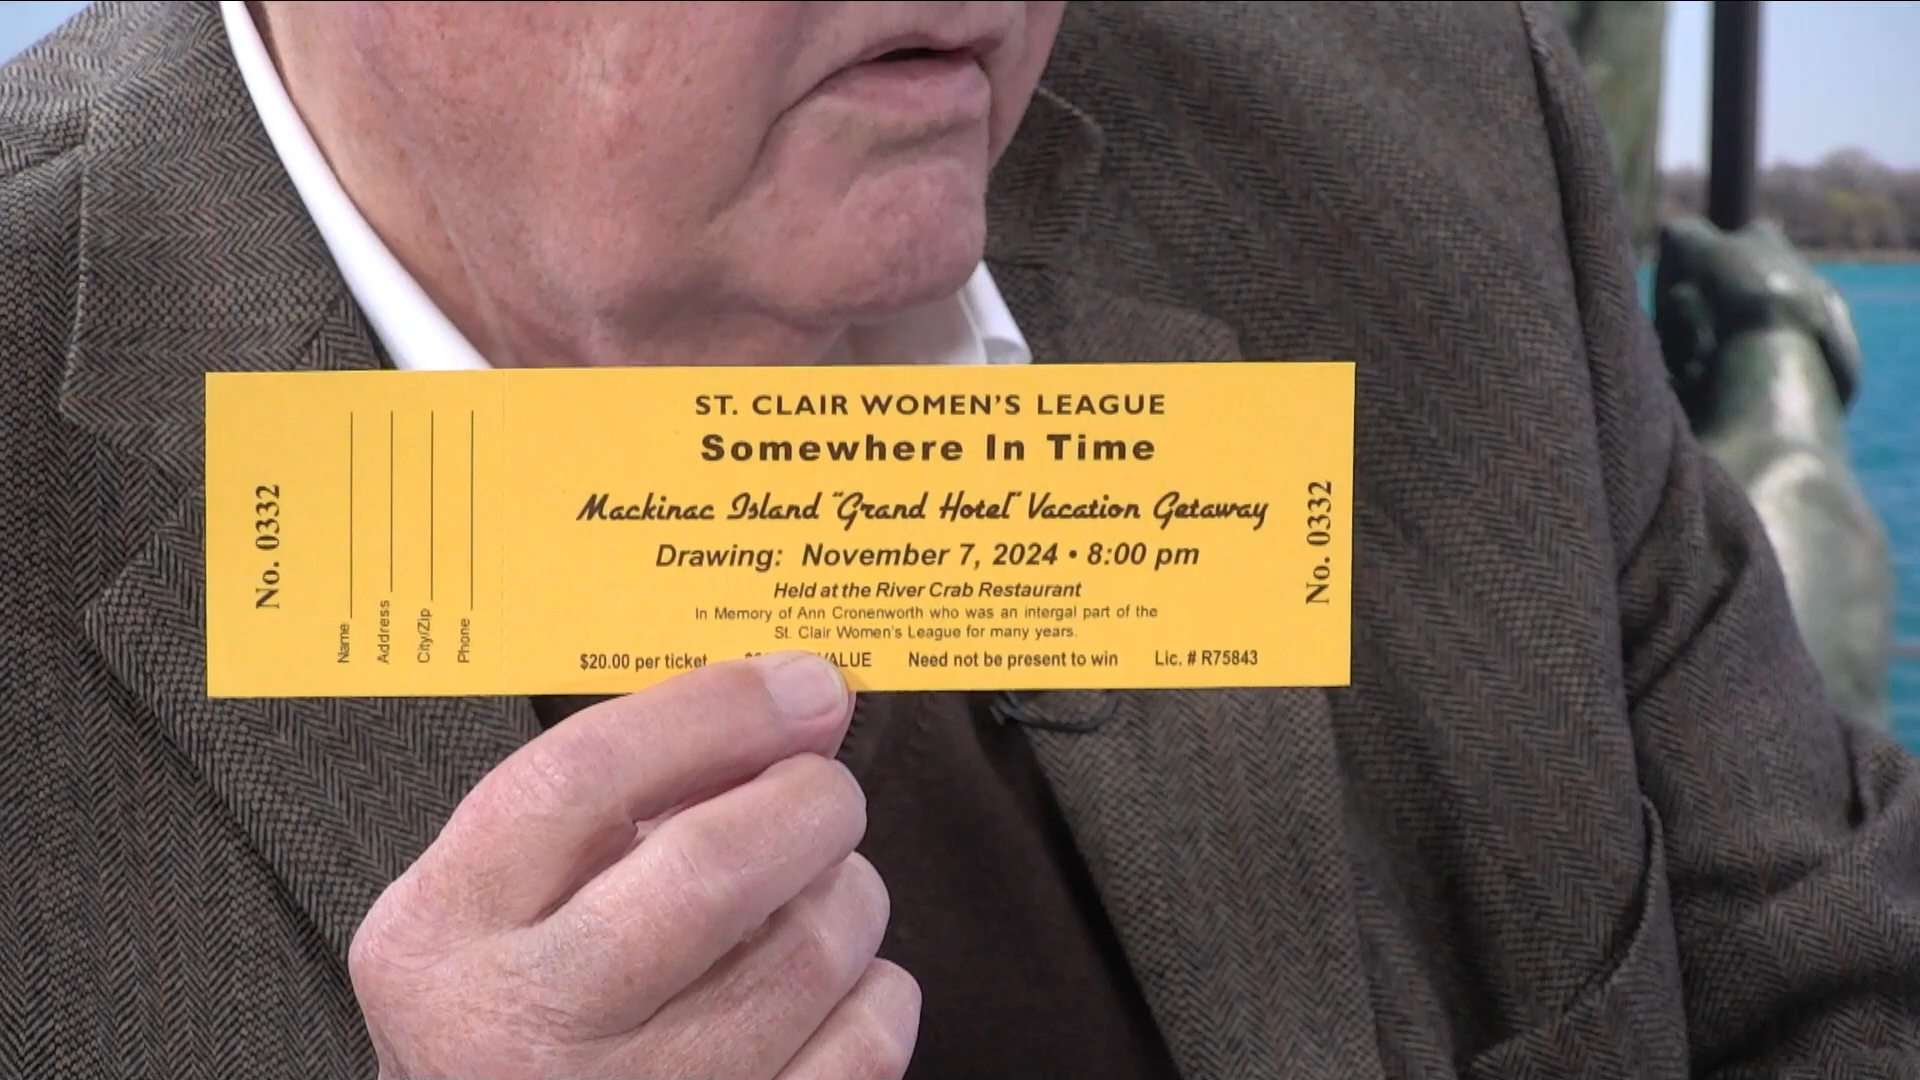 No. 0332
Name
Address
City/Zip
Phone
ST. CLAIR WOMEN'S LEAGUE
Somewhere In Time
Mackinac Island "Grand Hotel" Vacation Getaway
Drawing: November 7, 2024 • 8:00 pm
Held at the River Crab Restaurant
In Memory of Ann Cronenworth who was an intergal part of the
St. Clair Women's League for many years.
$20.00 per ticket Need not be present to win Lic. # R75843
No. 0332